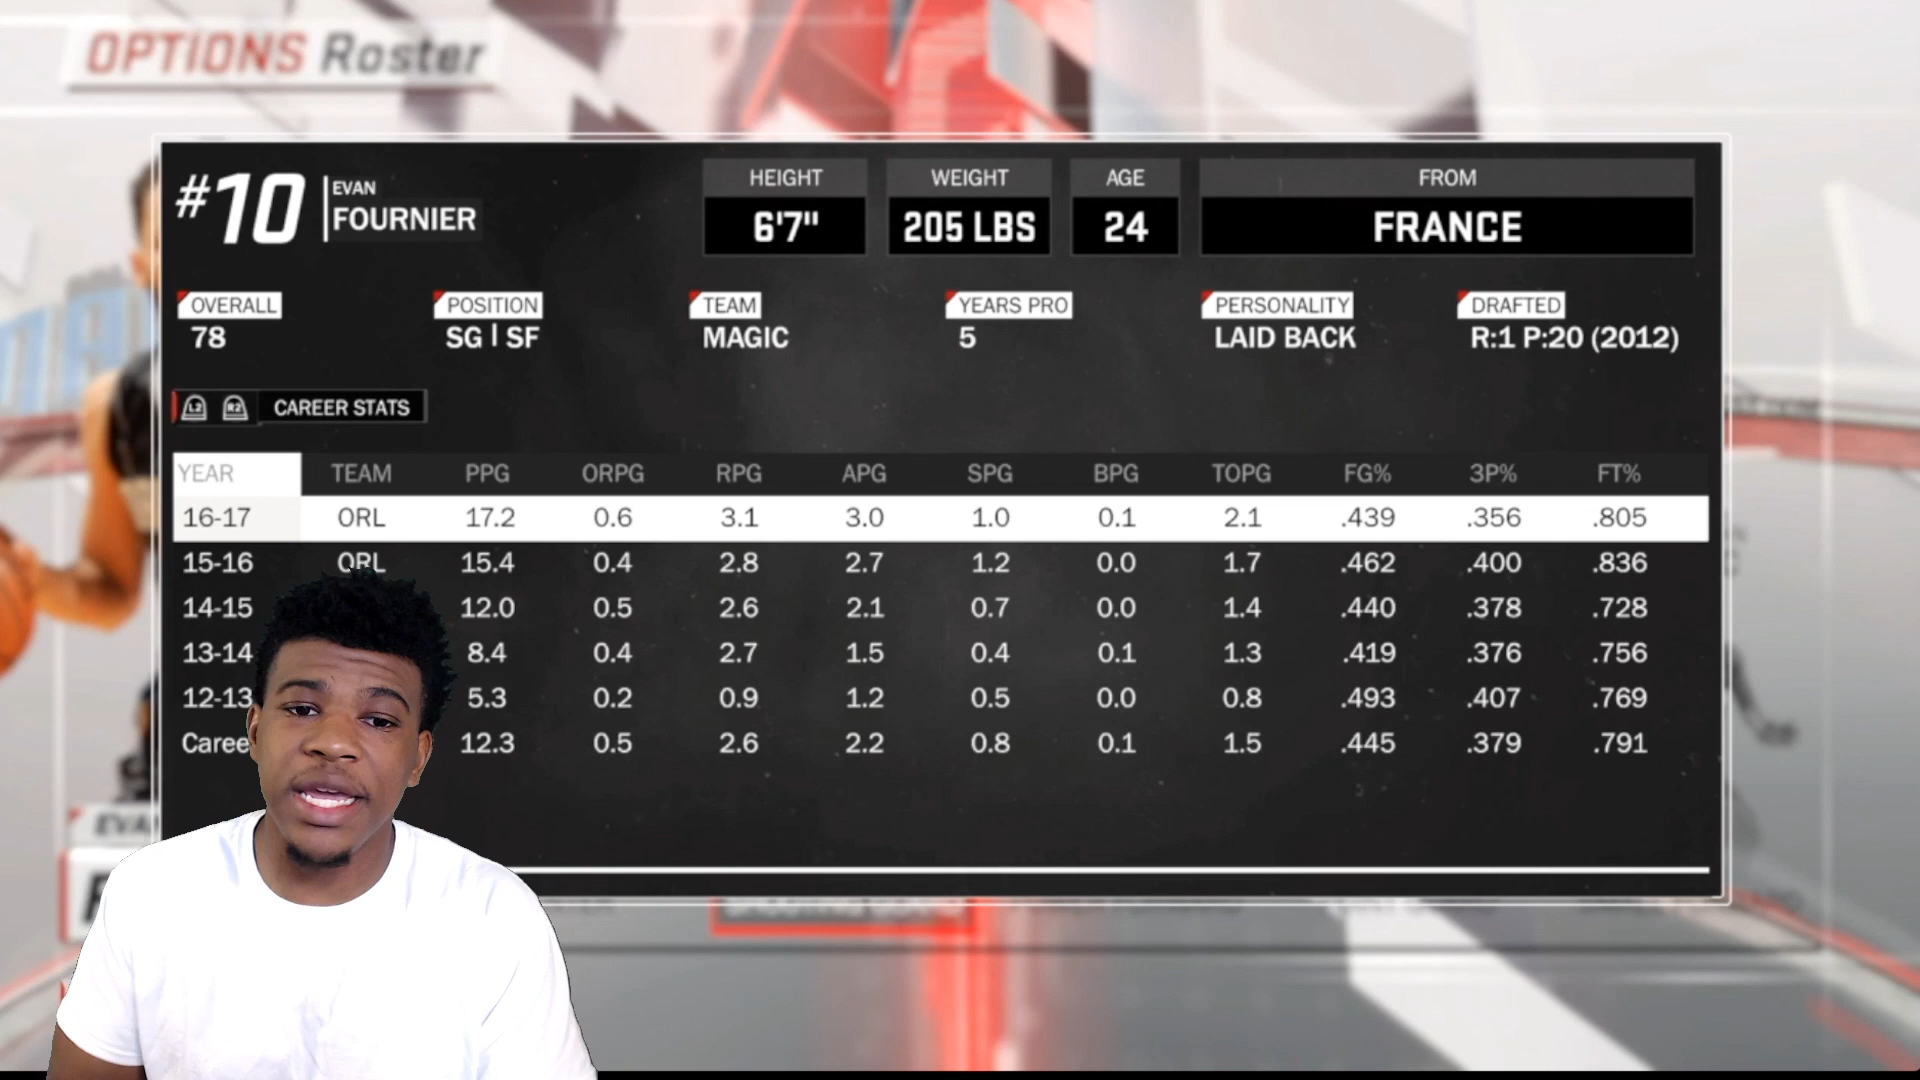 OPTIONS Roster
#10 EVAN FOURNIER
HEIGHT WEIGHT AGE FROM
6'7" 205 LBS 24 FRANCE
OVERALL POSITION TEAM YEARS PRO PERSONALITY DRAFTED
78 SG | SF MAGIC 5 LAID BACK R:1 P:20 (2012)
L2 R2 CAREER STATS
YEAR TEAM PPG ORPG RPG APG SPG BPG TOPG FG% 3P% FT%
16-17 ORL 17.2 0.6 3.1 3.0 1.0 0.1 2.1 .439 .356 .805
15-16 ORL 15.4 0.4 2.8 2.7 1.2 0.0 1.7 .462 .400 .836
14-15 12.0 0.5 2.6 2.1 0.7 0.0 1.4 .440 .378 .728
13-14 8.4 0.4 2.7 1.5 0.4 0.1 1.3 .419 .376 .756
12-13 5.3 0.2 0.9 1.2 0.5 0.0 0.8 .493 .407 .769
Caree 12.3 0.5 2.6 2.2 0.8 0.1 1.5 .445 .379 .791
EVA